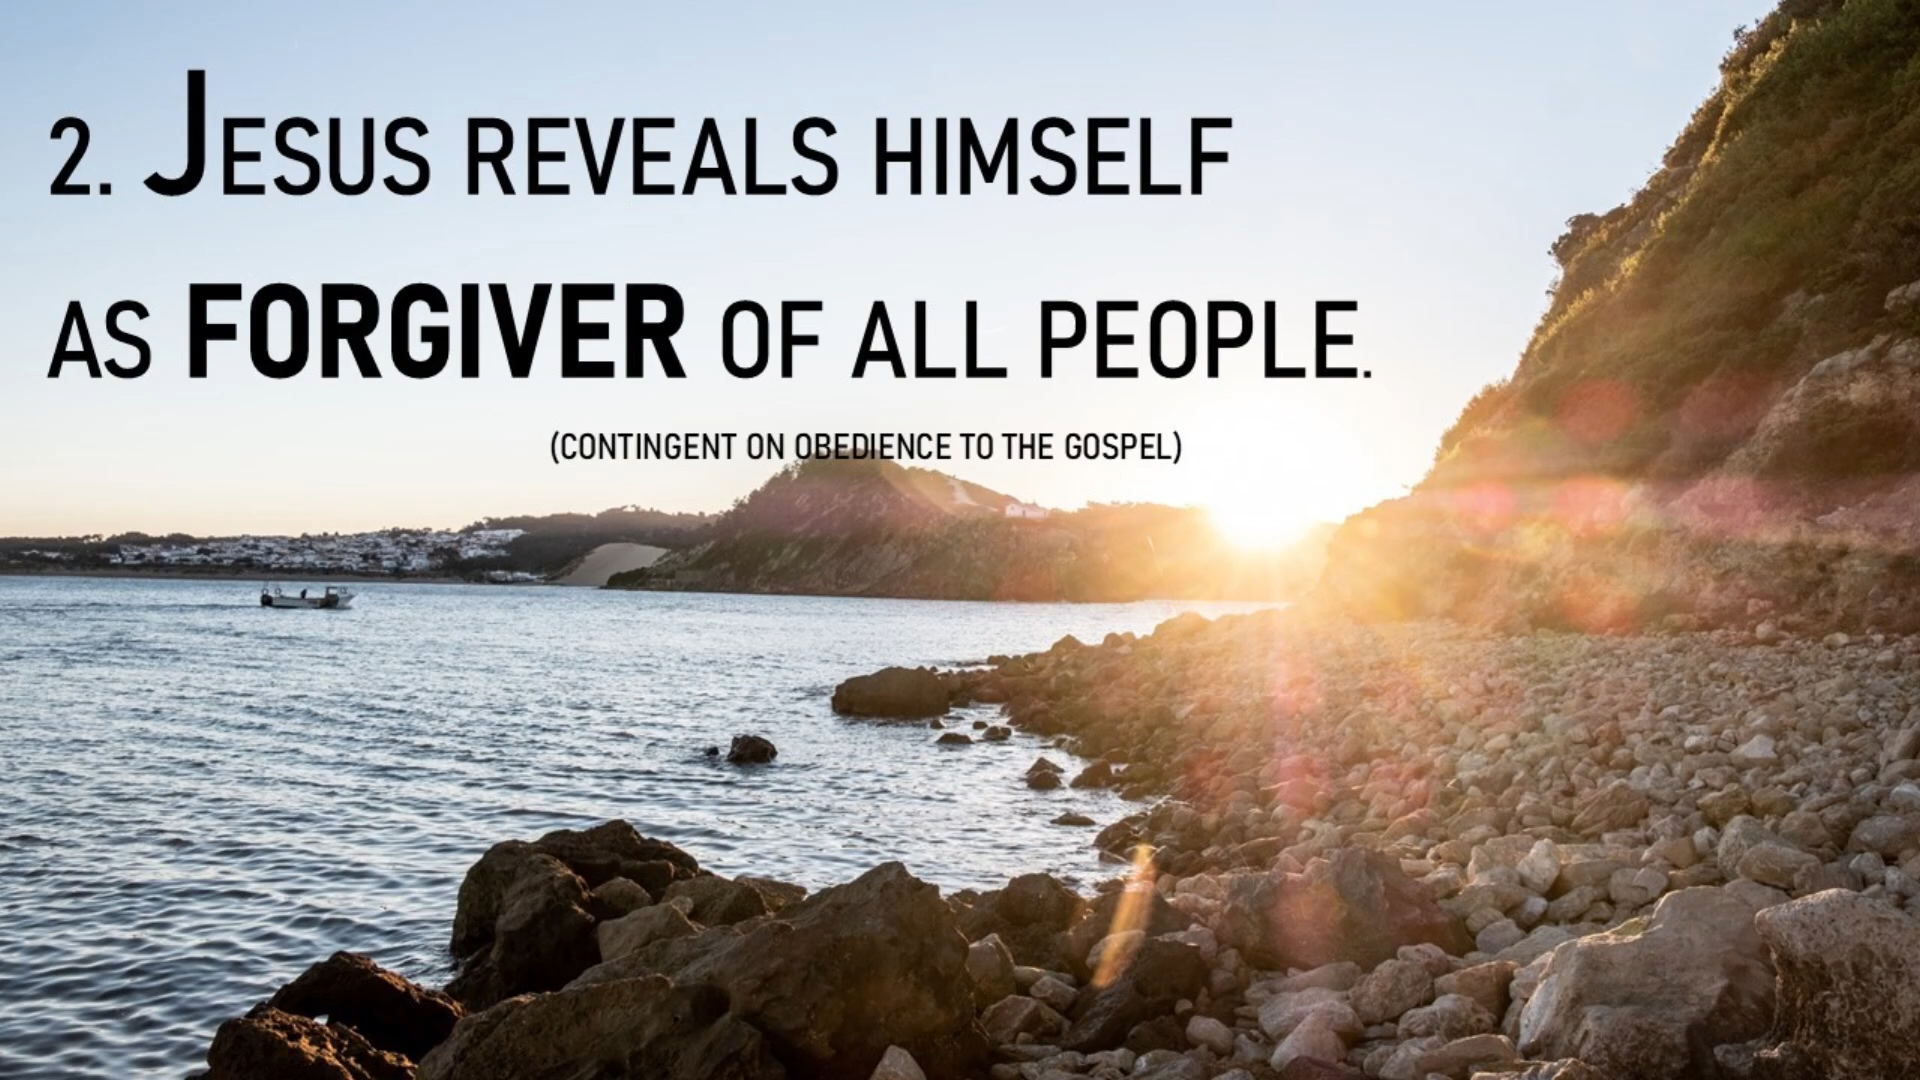 2. Jesus reveals himself
as FORGIVER of all people.
(contingent on obedience to the gospel)